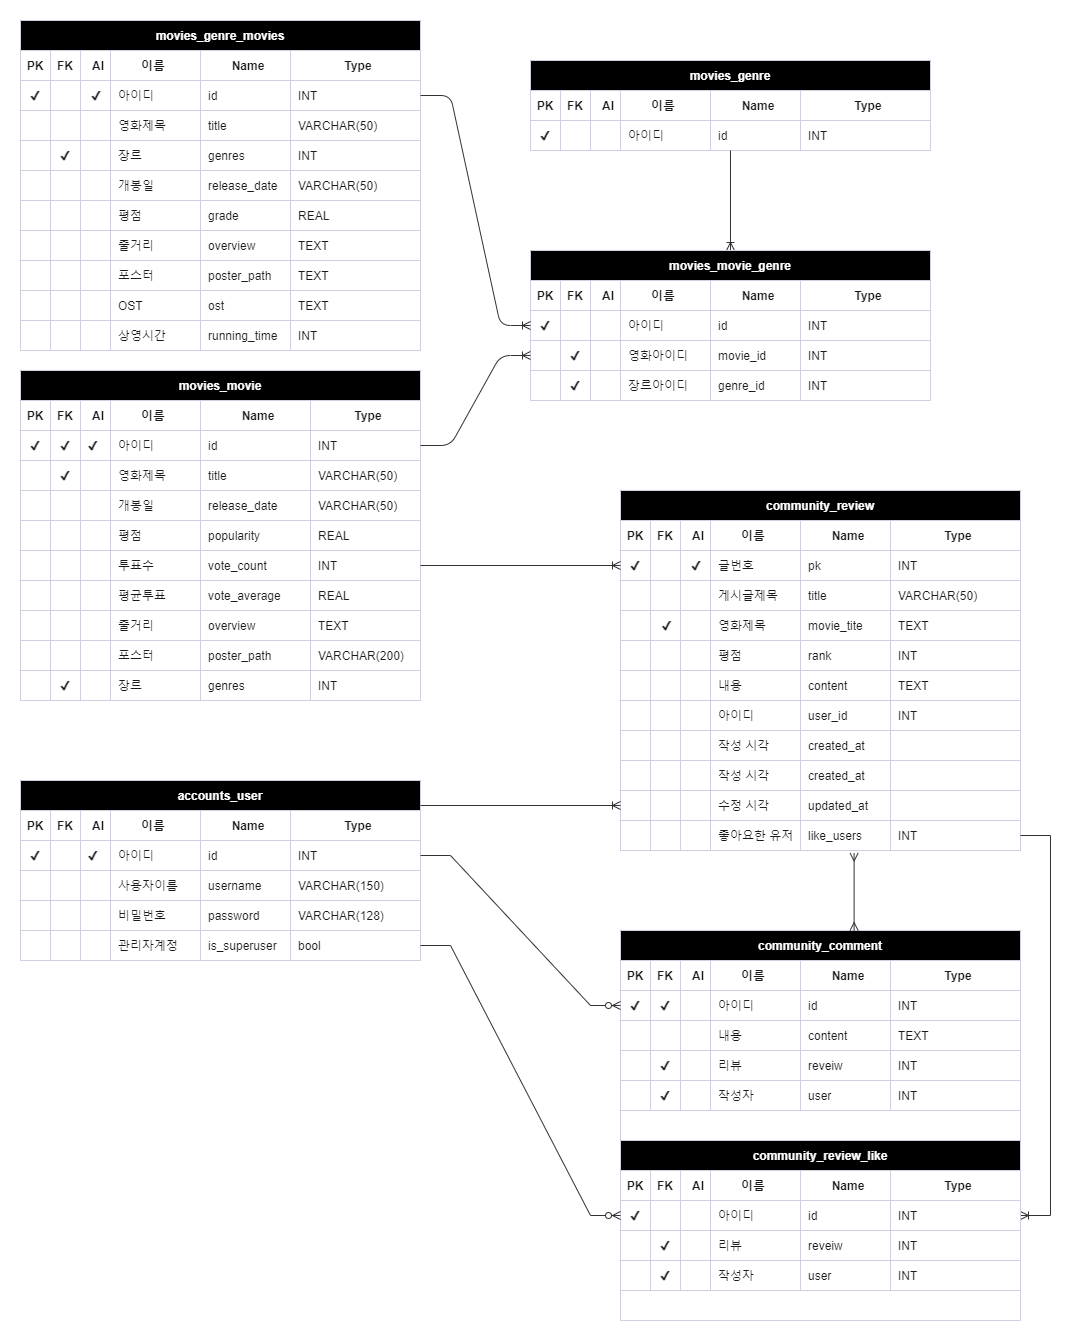 movies_genre_movies
PK FK AI 이름 Name Type
✔ ✔ 아이디 id INT
영화제목 title VARCHAR(50)
✔ 장르 genres INT
개봉일 release_date VARCHAR(50)
평점 grade REAL
줄거리 overview TEXT
포스터 poster_path TEXT
OST ost TEXT
상영시간 running_time INT
movies_genre
PK FK AI 이름 Name Type
✔ 아이디 id INT
movies_movie_genre
PK FK AI 이름 Name Type
✔ 아이디 id INT
✔ 영화아이디 movie_id INT
✔ 장르아이디 genre_id INT
movies_movie
PK FK AI 이름 Name Type
✔ ✔ ✔ 아이디 id INT
✔ 영화제목 title VARCHAR(50)
개봉일 release_date VARCHAR(50)
평점 popularity REAL
투표수 vote_count INT
평균투표 vote_average REAL
줄거리 overview TEXT
포스터 poster_path VARCHAR(200)
✔ 장르 genres INT
community_review
PK FK AI 이름 Name Type
✔ ✔ 글번호 pk INT
게시글제목 title VARCHAR(50)
✔ 영화제목 movie_tite TEXT
평점 rank INT
내용 content TEXT
아이디 user_id INT
작성 시각 created_at
작성 시각 created_at
수정 시각 updated_at
좋아요한 유저 like_users INT
accounts_user
PK FK AI 이름 Name Type
✔ ✔ 아이디 id INT
사용자이름 username VARCHAR(150)
비밀번호 password VARCHAR(128)
관리자계정 is_superuser bool
community_comment
PK FK AI 이름 Name Type
✔ ✔ 아이디 id INT
내용 content TEXT
✔ 리뷰 reveiw INT
✔ 작성자 user INT
community_review_like
PK FK AI 이름 Name Type
✔ 아이디 id INT
✔ 리뷰 reveiw INT
✔ 작성자 user INT